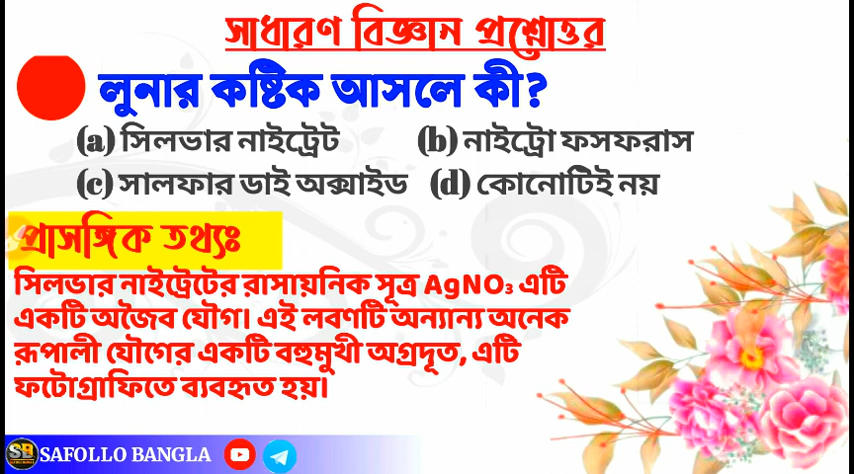 সাধারণ বিজ্ঞান প্রশ্নোত্তর
লুনার কষ্টিক আসলে কী?
(a) সিলভার নাইট্রেট (b) নাইট্রো ফসফরাস
(c) সালফার ডাই অক্সাইড (d) কোনোটিই নয়
প্রাসঙ্গিক তথ্যঃ
সিলভার নাইট্রেটের রাসায়নিক সূত্র AgNO₃ এটি
একটি অজৈব যৌগ। এই লবণটি অন্যান্য অনেক
রূপালী যৌগের একটি বহুমুখী অগ্রদূত, এটি
ফটোগ্রাফিতে ব্যবহৃত হয়।
SB SAFOLLO BANGLA